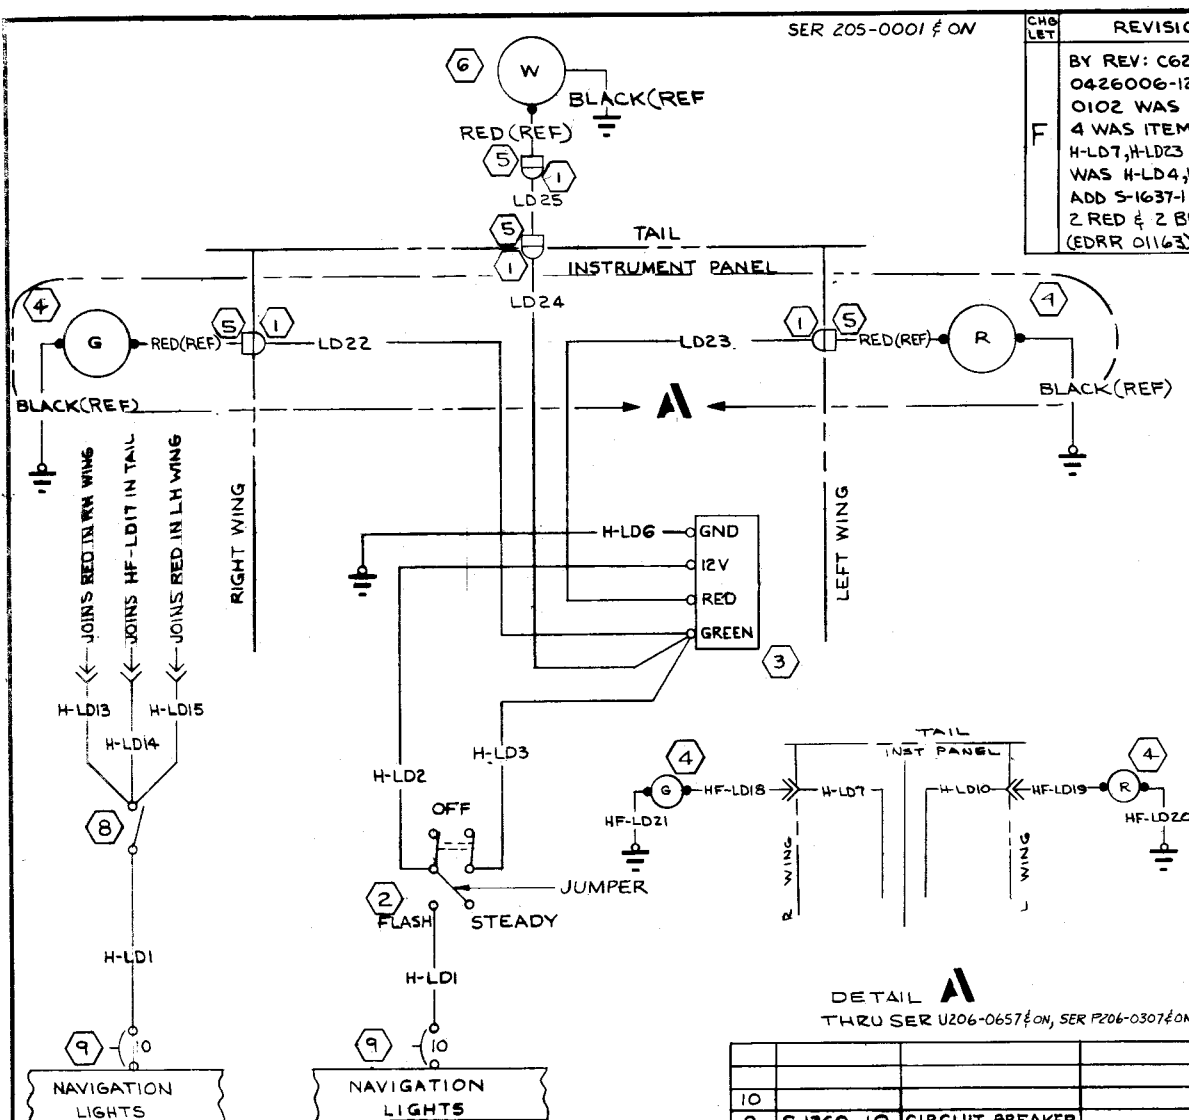 SER 205-0001 & ON
CHG LET
REVISIO
F
BY REV: C62
0426006-12
0102 WAS
4 WAS ITEM
H-LD7, H-LD23
WAS H-LD4,
ADD S-1637-1
2 RED & 2 B
(EDRR 01163)
6
W
BLACK(REF
RED(REF)
5
1
LD25
5
TAIL
1
INSTRUMENT PANEL
LD24
4
G
RED(REF)
5
1
LD22
LD23
1
5
RED(REF)
R
4
BLACK(REF)
A
BLACK(REF)
JOINS RED IN RH WING
JOINS HF-LD17 IN TAIL
JOINS RED IN LH WING
RIGHT WING
LEFT WING
H-LD6
GND
12V
RED
GREEN
3
H-LD13
H-LD15
H-LD14
H-LD2
H-LD3
8
OFF
JUMPER
2
FLASH
STEADY
H-LD1
H-LD1
9
10
9
10
NAVIGATION
LIGHTS
NAVIGATION
LIGHTS
TAIL
INST PANEL
4
G
HF-LD18
H-LD7
H-LD10
HF-LD19
R
4
HF-LD21
HF-LD20
R WING
L WING
DETAIL A
THRU SER U206-0657 & ON, SER P206-0307 & ON
10
9 S-1360-10 CIRCUIT BREAKER